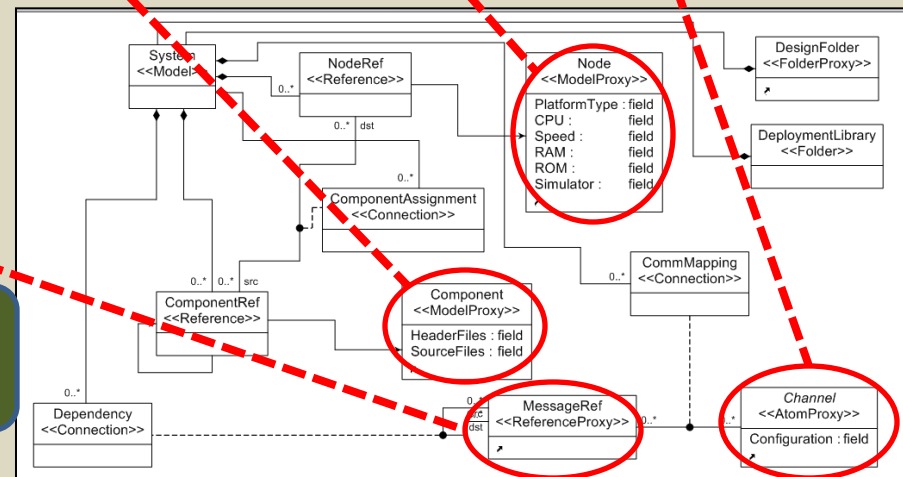 System
<<Model>>
NodeRef
<<Reference>>
Node
<<ModelProxy>>
PlatformType : field
CPU : field
Speed : field
RAM : field
ROM : field
Simulator : field
DesignFolder
<<FolderProxy>>
DeploymentLibrary
<<Folder>>
0..*
0..* dst
0..*
ComponentAssignment
<<Connection>>
CommMapping
<<Connection>>
0..*
0..* 0..* src
ComponentRef
<<Reference>>
Component
<<ModelProxy>>
HeaderFiles : field
SourceFiles : field
0..*
Dependency
<<Connection>>
0..*
src
dst
MessageRef
<<ReferenceProxy>>
0..*
0..*
Channel
<<AtomProxy>>
Configuration : field